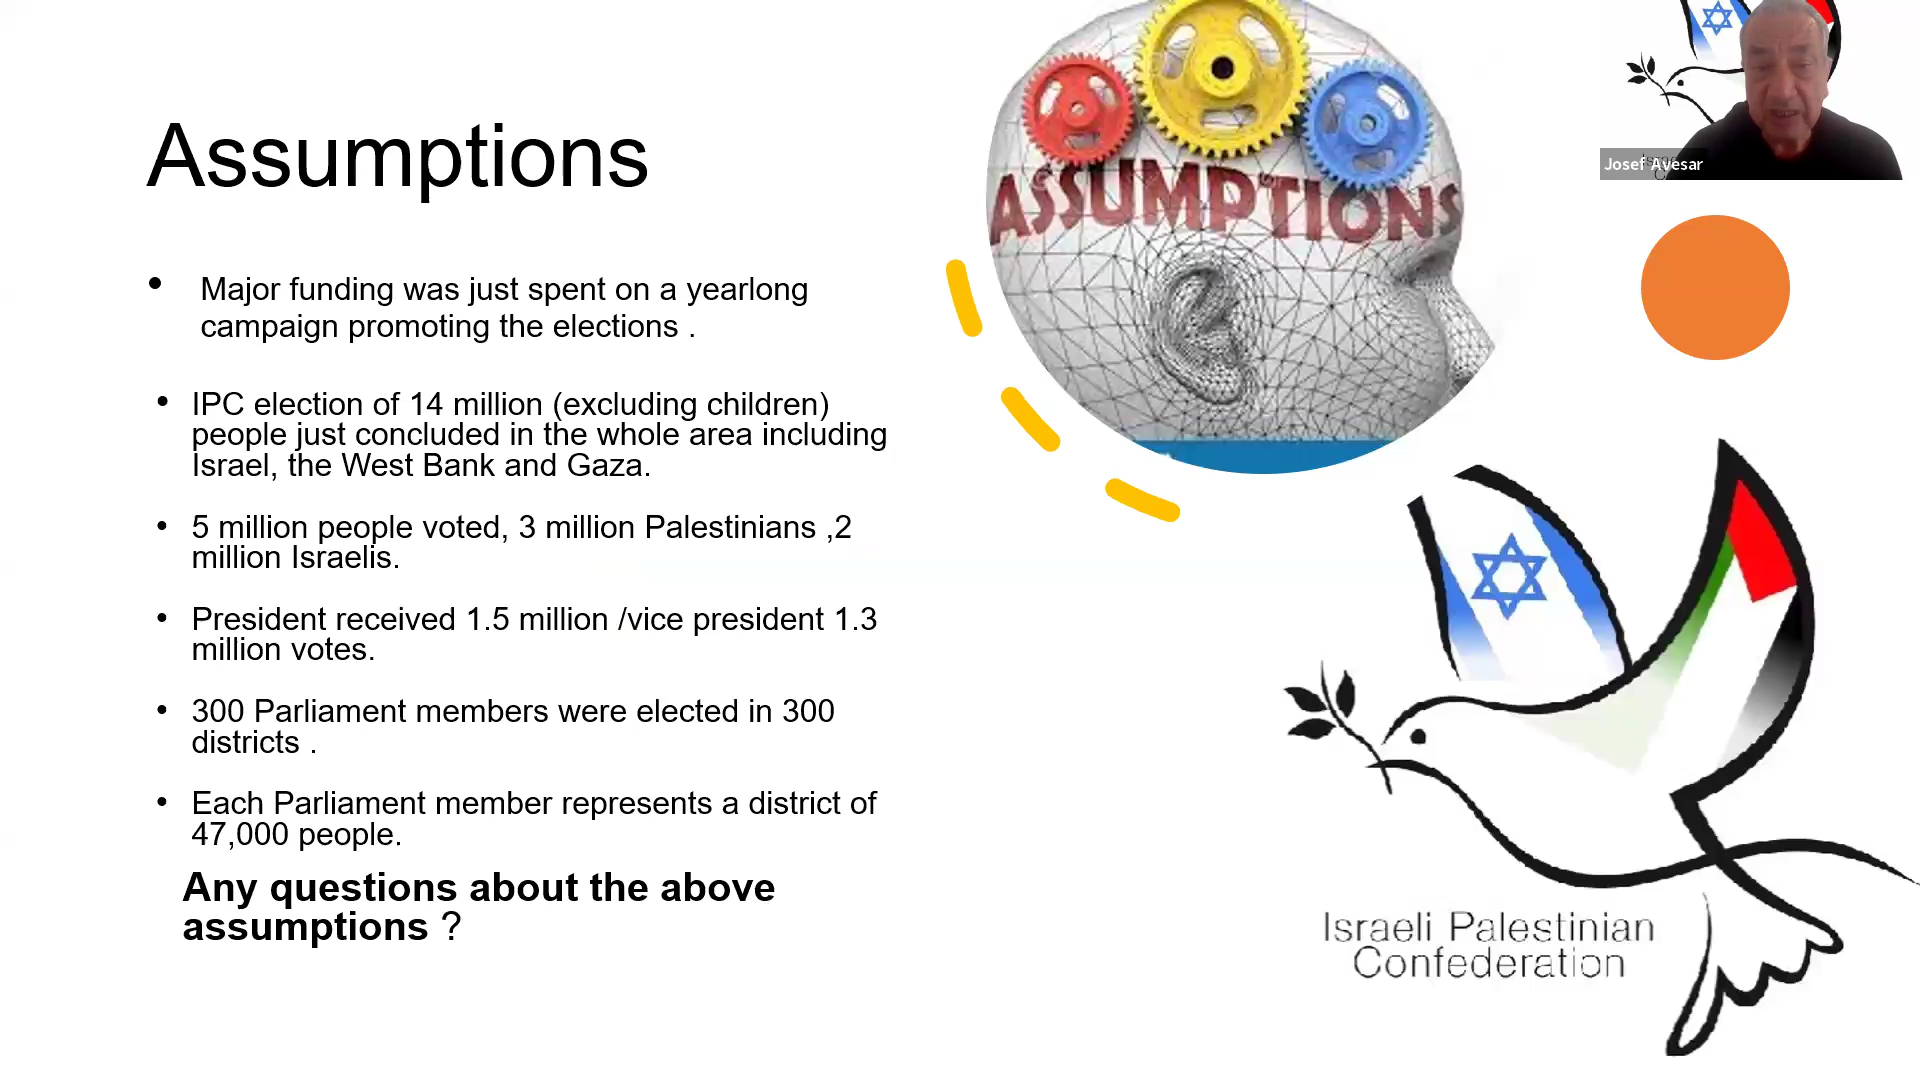 Assumptions
• Major funding was just spent on a yearlong
campaign promoting the elections .
• IPC election of 14 million (excluding children)
people just concluded in the whole area including
Israel, the West Bank and Gaza.
• 5 million people voted, 3 million Palestinians ,2
million Israelis.
• President received 1.5 million /vice president 1.3
million votes.
• 300 Parliament members were elected in 300
districts .
• Each Parliament member represents a district of
47,000 people.
Any questions about the above
assumptions ?
ASSUMPTIONS
Josef Avesar
Israeli Palestinian
Confederation